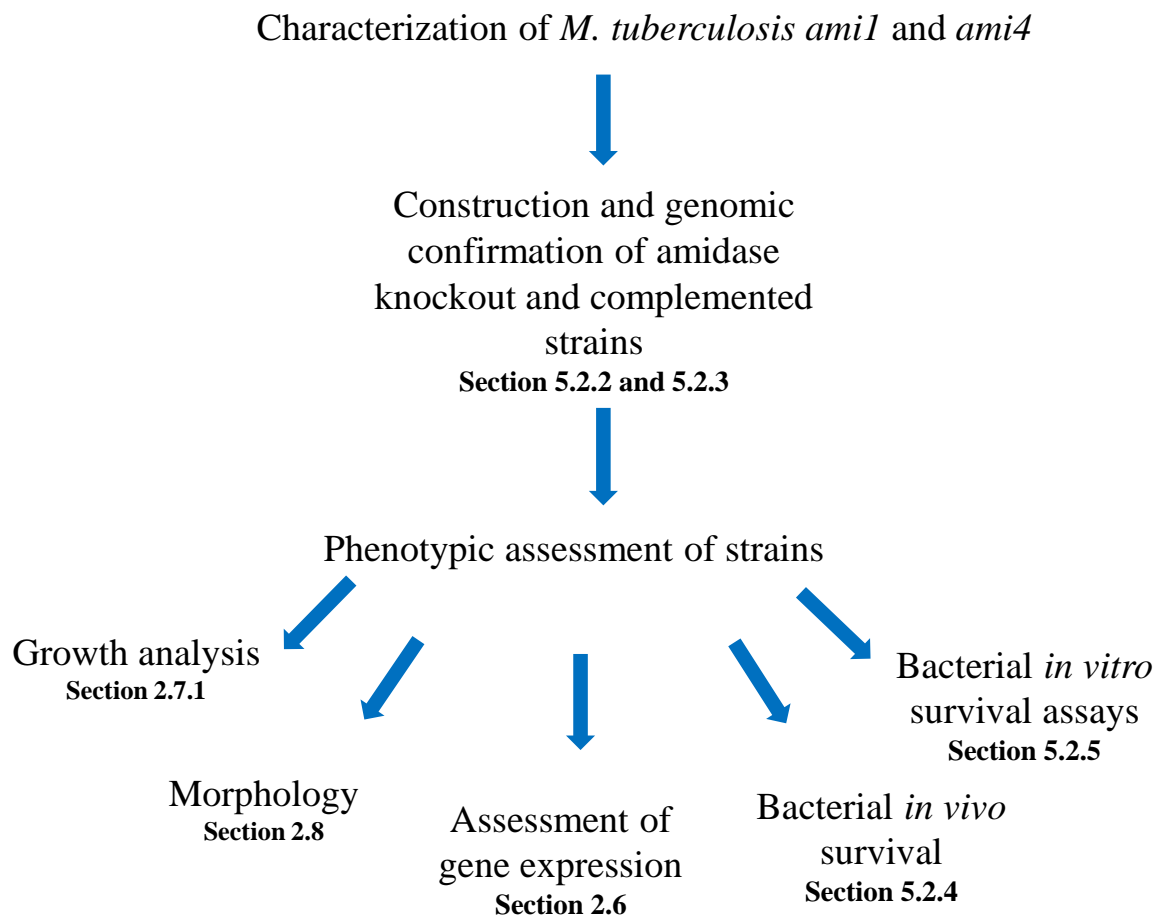 Characterization of M. tuberculosis ami1 and ami4
Construction and genomic
confirmation of amidase
knockout and complemented
strains
Section 5.2.2 and 5.2.3
Phenotypic assessment of strains
Growth analysis
Section 2.7.1
Morphology
Section 2.8
Assessment of
gene expression
Section 2.6
Bacterial in vivo
survival
Section 5.2.4
Bacterial in vitro
survival assays
Section 5.2.5